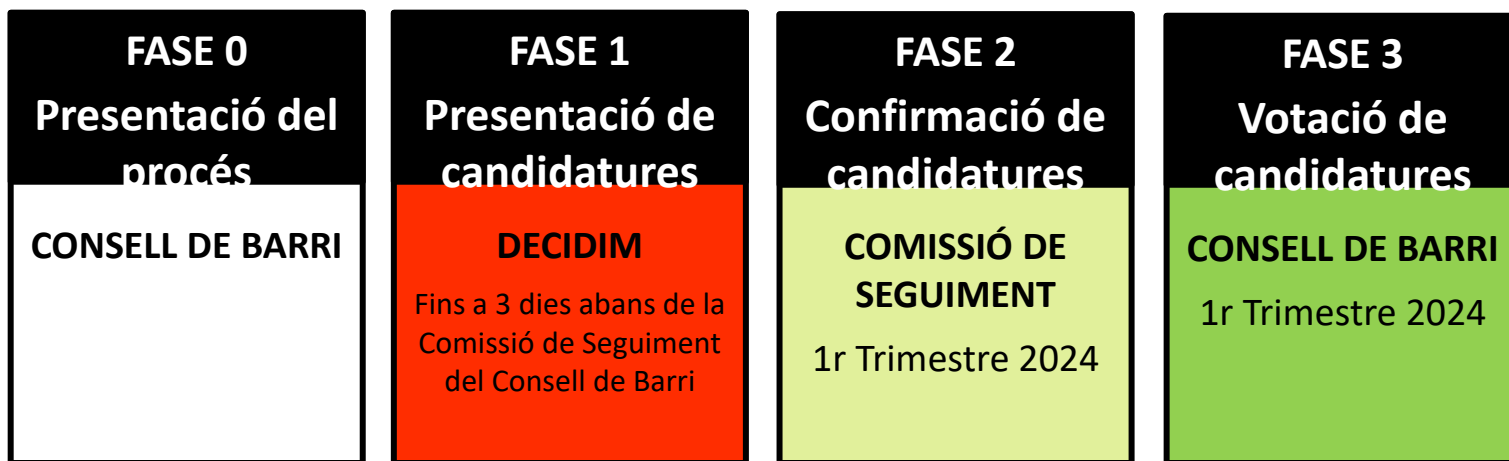 FASE 0
Presentació del
procés
CONSELL DE BARRI
FASE 1
Presentació de
candidatures
DECIDIM
Fins a 3 dies abans de la
Comissió de Seguiment
del Consell de Barri
FASE 2
Confirmació de
candidatures
COMISSIÓ DE
SEGUIMENT
1r Trimestre 2024
FASE 3
Votació de
candidatures
CONSELL DE BARRI
1r Trimestre 2024